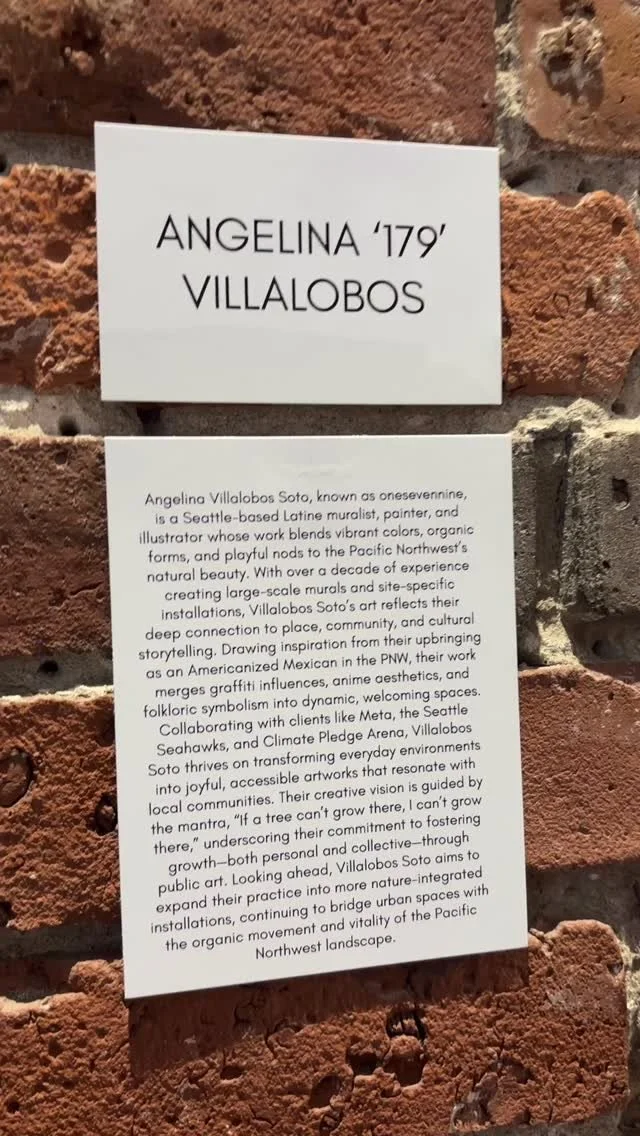 ANGELINA ‘179’
VILLALOBOS
Angelina Villalobos Soto, known as onesevennine,
is a Seattle-based Latine muralist, painter, and
illustrator whose work blends vibrant colors, organic
forms, and playful nods to the Pacific Northwest’s
natural beauty. With over a decade of experience
creating large-scale murals and site-specific
installations, Villalobos Soto’s art reflects their
deep connection to place, community, and cultural
storytelling. Drawing inspiration from their upbringing
as an Americanized Mexican in the PNW, their work
merges graffiti influences, anime aesthetics, and
folkloric symbolism into dynamic, welcoming spaces.
Collaborating with clients like Meta, the Seattle
Seahawks, and Climate Pledge Arena, Villalobos
Soto thrives on transforming everyday environments
into joyful, accessible artworks that resonate with
local communities. Their creative vision is guided by
the mantra, “If a tree can’t grow there, I can’t grow
there,” underscoring their commitment to fostering
growth—both personal and collective—through
public art. Looking ahead, Villalobos Soto aims to
expand their practice into more nature-integrated
installations, continuing to bridge urban spaces with
the organic movement and vitality of the Pacific
Northwest landscape.